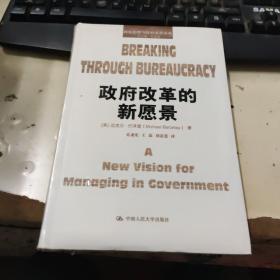 BREAKING
THROUGH BUREAUCRACY
政府改革的
新愿景
A
New Vision for
Managing in Government
中国人民大学出版社